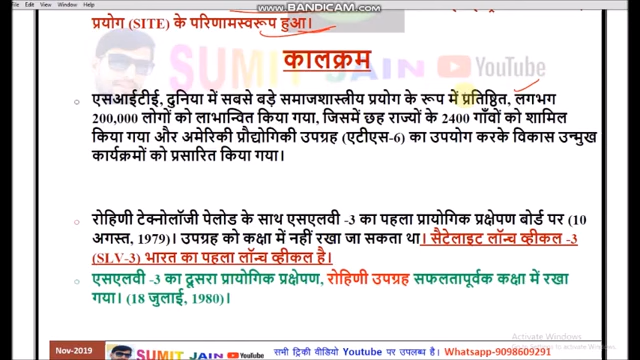 WWW.BANDICAM.COM
प्रयोग (SITE) के परिणामस्वरूप हुआ।
कालक्रम
SUMIT JAIN YouTube
एसआईटीई, दुनिया में सबसे बड़े समाजशास्त्रीय प्रयोग के रूप में प्रतिष्ठित, लगभग
200,000 लोगों को लाभान्वित किया गया, जिसमें छह राज्यों के 2400 गाँवों को शामिल
किया गया और अमेरिकी प्रौद्योगिकी उपग्रह (एटीएस-6) का उपयोग करके विकास उन्मुख
कार्यक्रमों को प्रसारित किया गया।
रोहिणी टेक्नोलॉजी पेलोड के साथ एसएलवी -3 का पहला प्रायोगिक प्रक्षेपण बोर्ड पर (10
अगस्त, 1979) उपग्रह को कक्षा में नहीं रखा जा सकता था। सैटेलाइट लॉन्च व्हीकल -3
(SLV-3) भारत का पहला लॉन्च व्हीकल है।
एसएलवी -3 का दूसरा प्रायोगिक प्रक्षेपण, रोहिणी उपग्रह सफलतापूर्वक कक्षा में रखा
गया। (18 जुलाई, 1980)।
Activate Windows
Nov-2019 SUMIT JAIN सभी ट्रिकी वीडियो Youtube पर उपलब्ध है। Whatsapp-9098609291